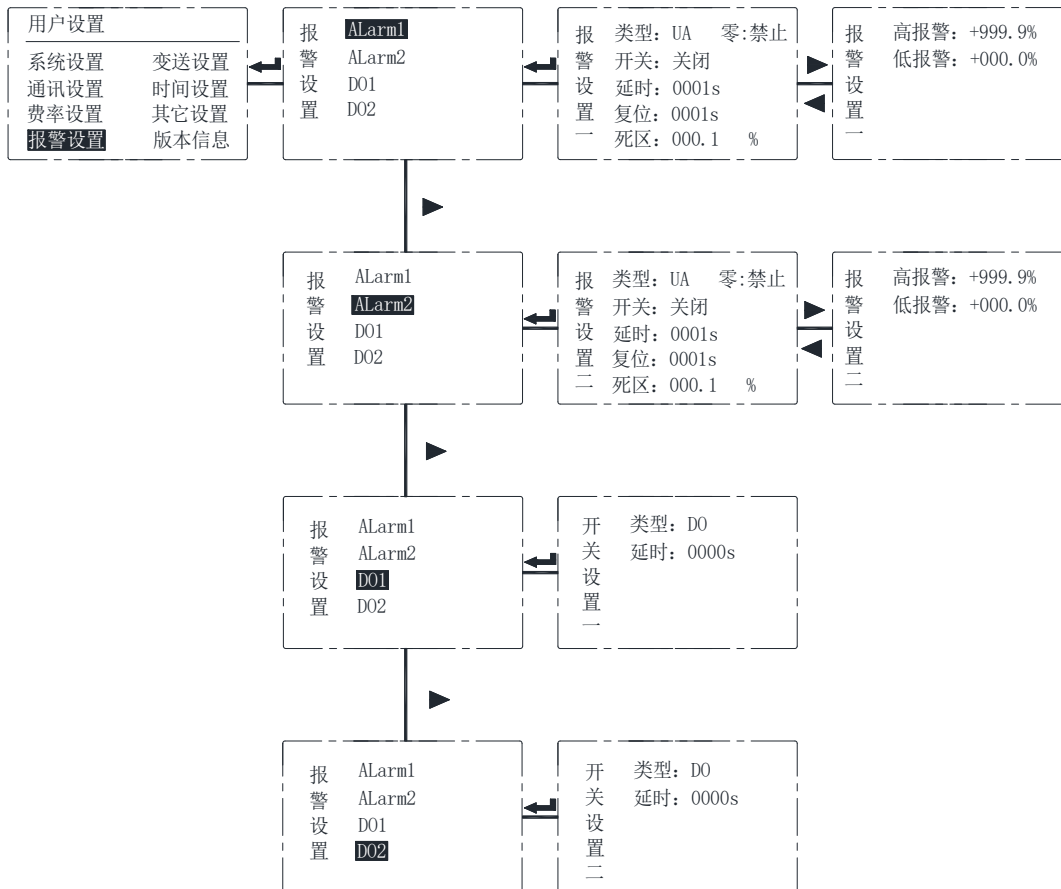 用户设置
系统设置 变送设置
通讯设置 时间设置
费率设置 其它设置
报警设置 版本信息
报警设置
ALarm1
ALarm2
DO1
DO2
报警设置一
类型: UA 零:禁止
开关: 关闭
延时: 0001s
复位: 0001s
死区: 000.1 %
报警设置一
高报警: +999.9%
低报警: +000.0%
报警设置
ALarm1
ALarm2
DO1
DO2
报警设置二
类型: UA 零:禁止
开关: 关闭
延时: 0001s
复位: 0001s
死区: 000.1 %
报警设置二
高报警: +999.9%
低报警: +000.0%
报警设置
ALarm1
ALarm2
DO1
DO2
开关设置一
类型: DO
延时: 0000s
报警设置
ALarm1
ALarm2
DO1
DO2
开关设置二
类型: DO
延时: 0000s